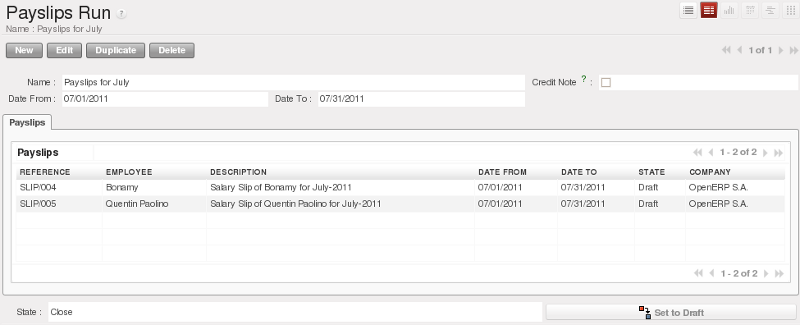 Payslips Run ?
Name : Payslips for July
New Edit Duplicate Delete 1 of 1
Name : Payslips for July Credit Note ? :
Date From : 07/01/2011 Date To : 07/31/2011
Payslips
Payslips 1 - 2 of 2
REFERENCE EMPLOYEE DESCRIPTION DATE FROM DATE TO STATE COMPANY
SLIP/004 Bonamy Salary Slip of Bonamy for July-2011 07/01/2011 07/31/2011 Draft OpenERP S.A.
SLIP/005 Quentin Paolino Salary Slip of Quentin Paolino for July-2011 07/01/2011 07/31/2011 Draft OpenERP S.A.
1 - 2 of 2
State : Close Set to Draft